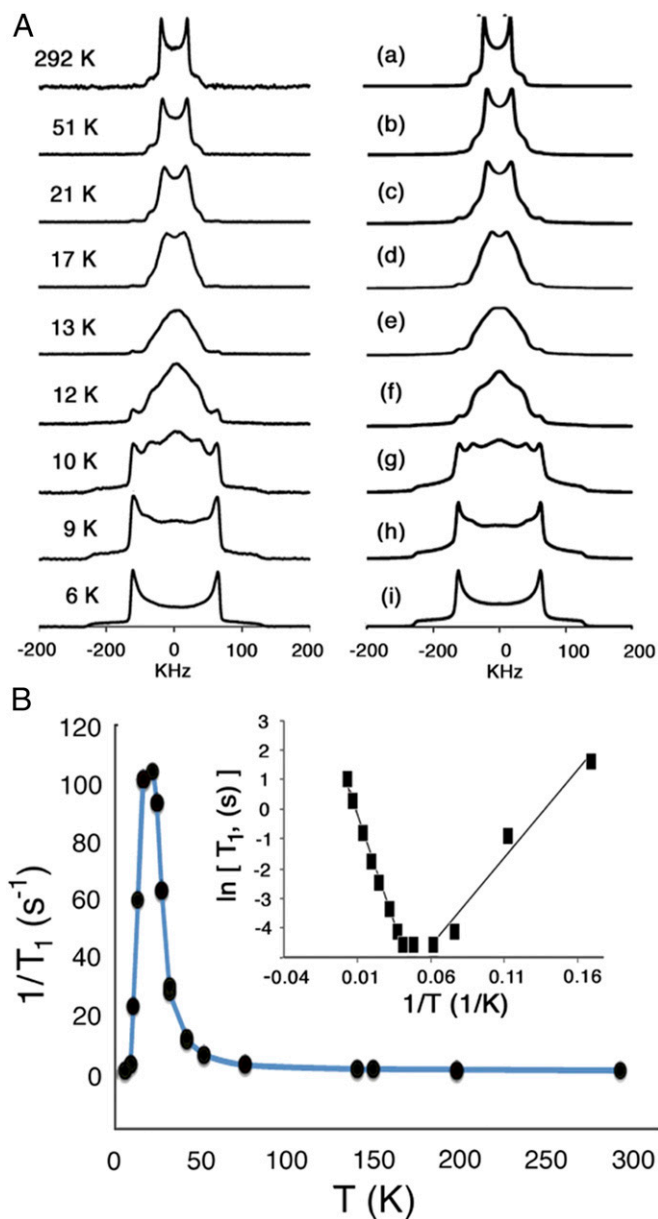 A
292 K (a)
51 K (b)
21 K (c)
17 K (d)
13 K (e)
12 K (f)
10 K (g)
9 K (h)
6 K (i)
-200 -100 0 100 200 -200 -100 0 100 200
KHz KHz
B
120
100
80
60
40
20
0
1/T1 (s-1)
0 50 100 150 200 250 300
T (K)
3
2
1
0
-1
-2
-3
-4
ln [ T1, (s) ]
-0.04 0.01 0.06 0.11 0.16
1/T (1/K)